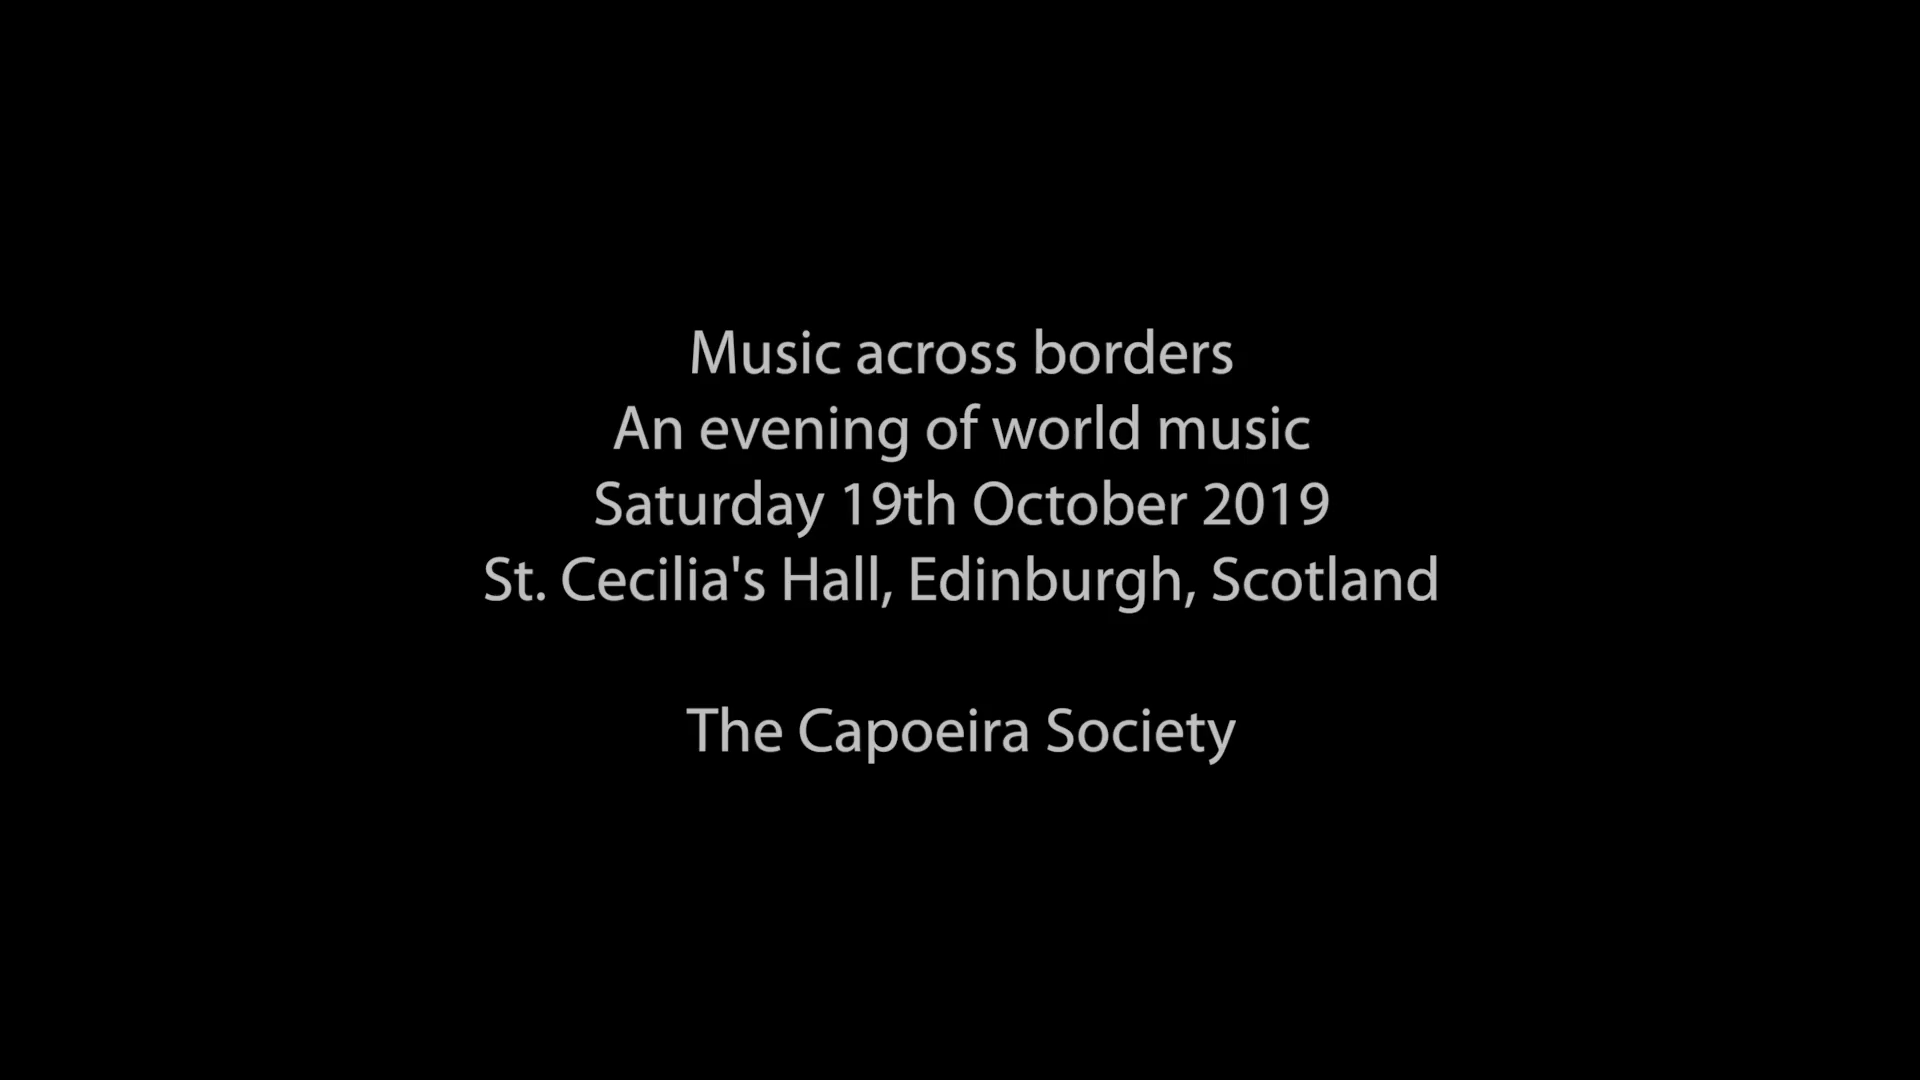 Music across borders
An evening of world music
Saturday 19th October 2019
St. Cecilia's Hall, Edinburgh, Scotland
The Capoeira Society